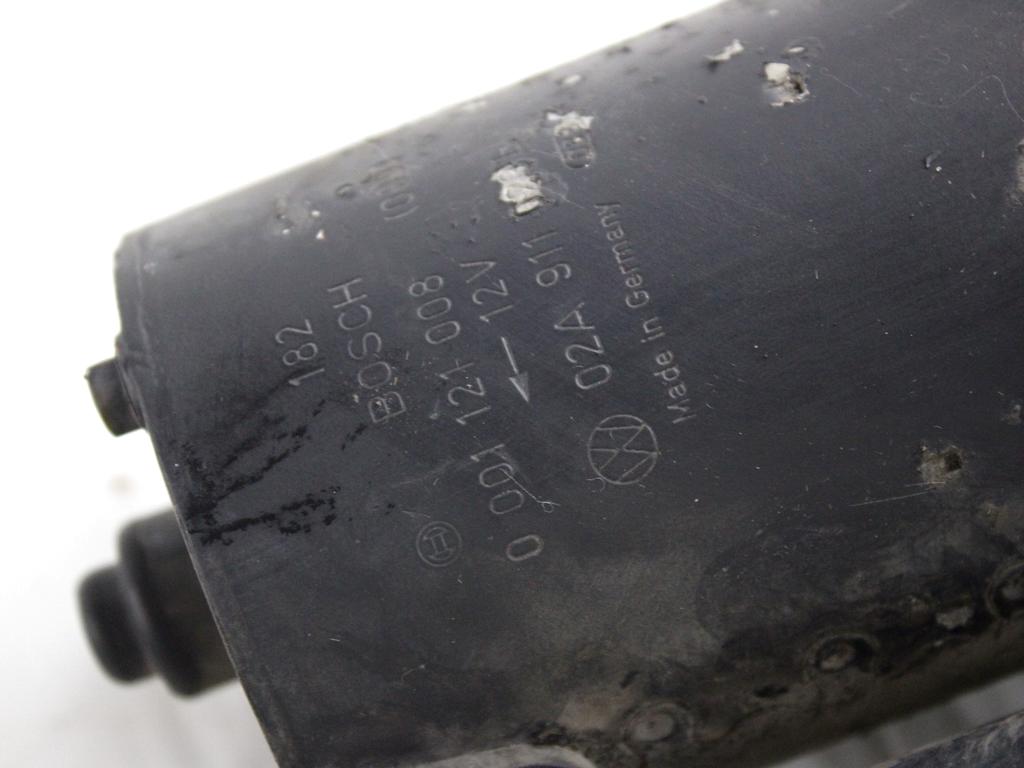 182
BOSCH
0 001 121 008
12V
02A 911
Made in Germany